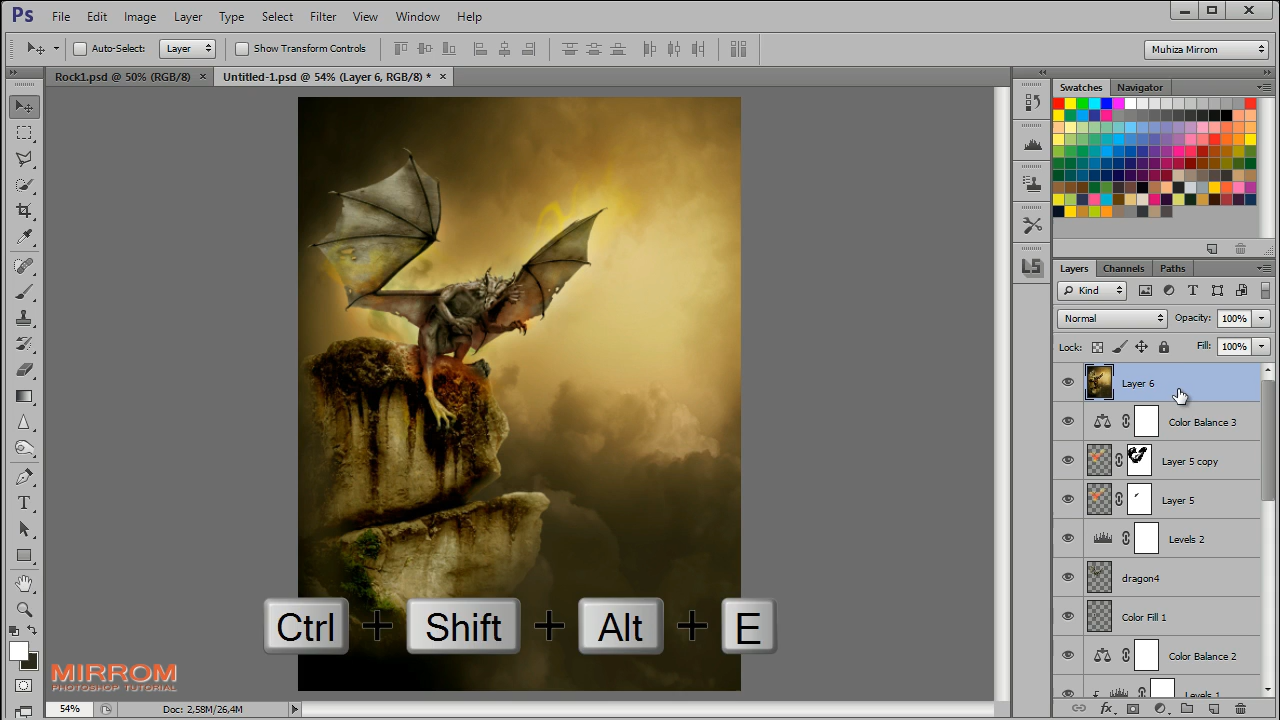 Ps File Edit Image Layer Type Select Filter View Window Help
Auto-Select: Layer Show Transform Controls Muhiza Mirrom
Rock1.psd @ 50% (RGB/8) × Untitled-1.psd @ 54% (Layer 6, RGB/8) * ×
Swatches Navigator
Layers Channels Paths
Kind
Normal Opacity: 100%
Lock: Fill: 100%
Layer 6
Color Balance 3
Layer 5 copy
Layer 5
Levels 2
dragon4
Color Fill 1
Color Balance 2
Levels 1
Ctrl + Shift + Alt + E
MIRROM
PHOTOSHOP TUTORIAL
54% Doc: 2,58M/26,4M